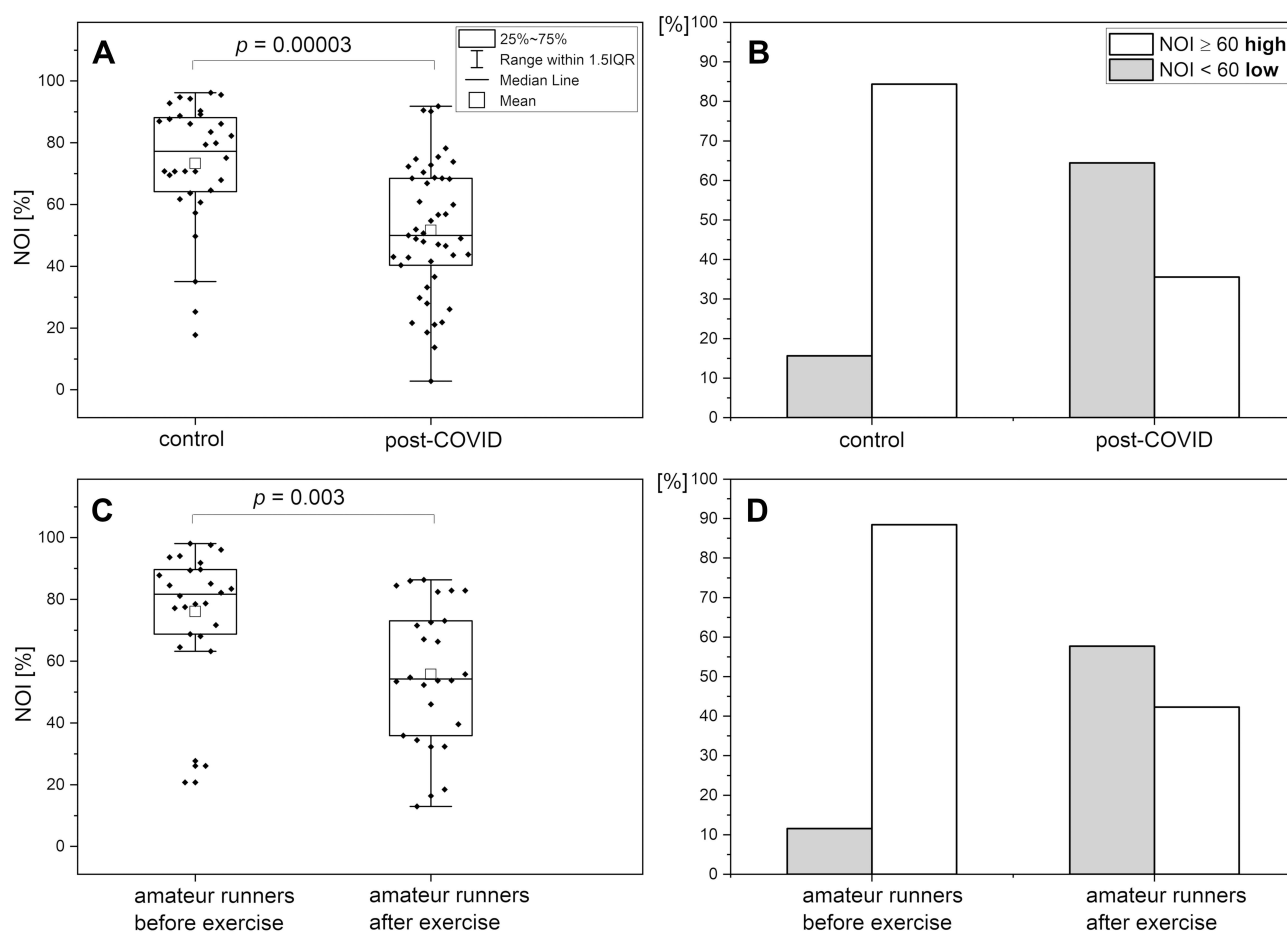 A
p = 0.00003
25%~75%
Range within 1.5IQR
Median Line
Mean
NOI [%]
100
80
60
40
20
0
control
post-COVID
B
[%]
NOI ≥ 60 high
NOI < 60 low
100
90
80
70
60
50
40
30
20
10
0
control
post-COVID
C
p = 0.003
NOI [%]
100
80
60
40
20
0
amateur runners
before exercise
amateur runners
after exercise
D
[%]
100
90
80
70
60
50
40
30
20
10
0
amateur runners
before exercise
amateur runners
after exercise